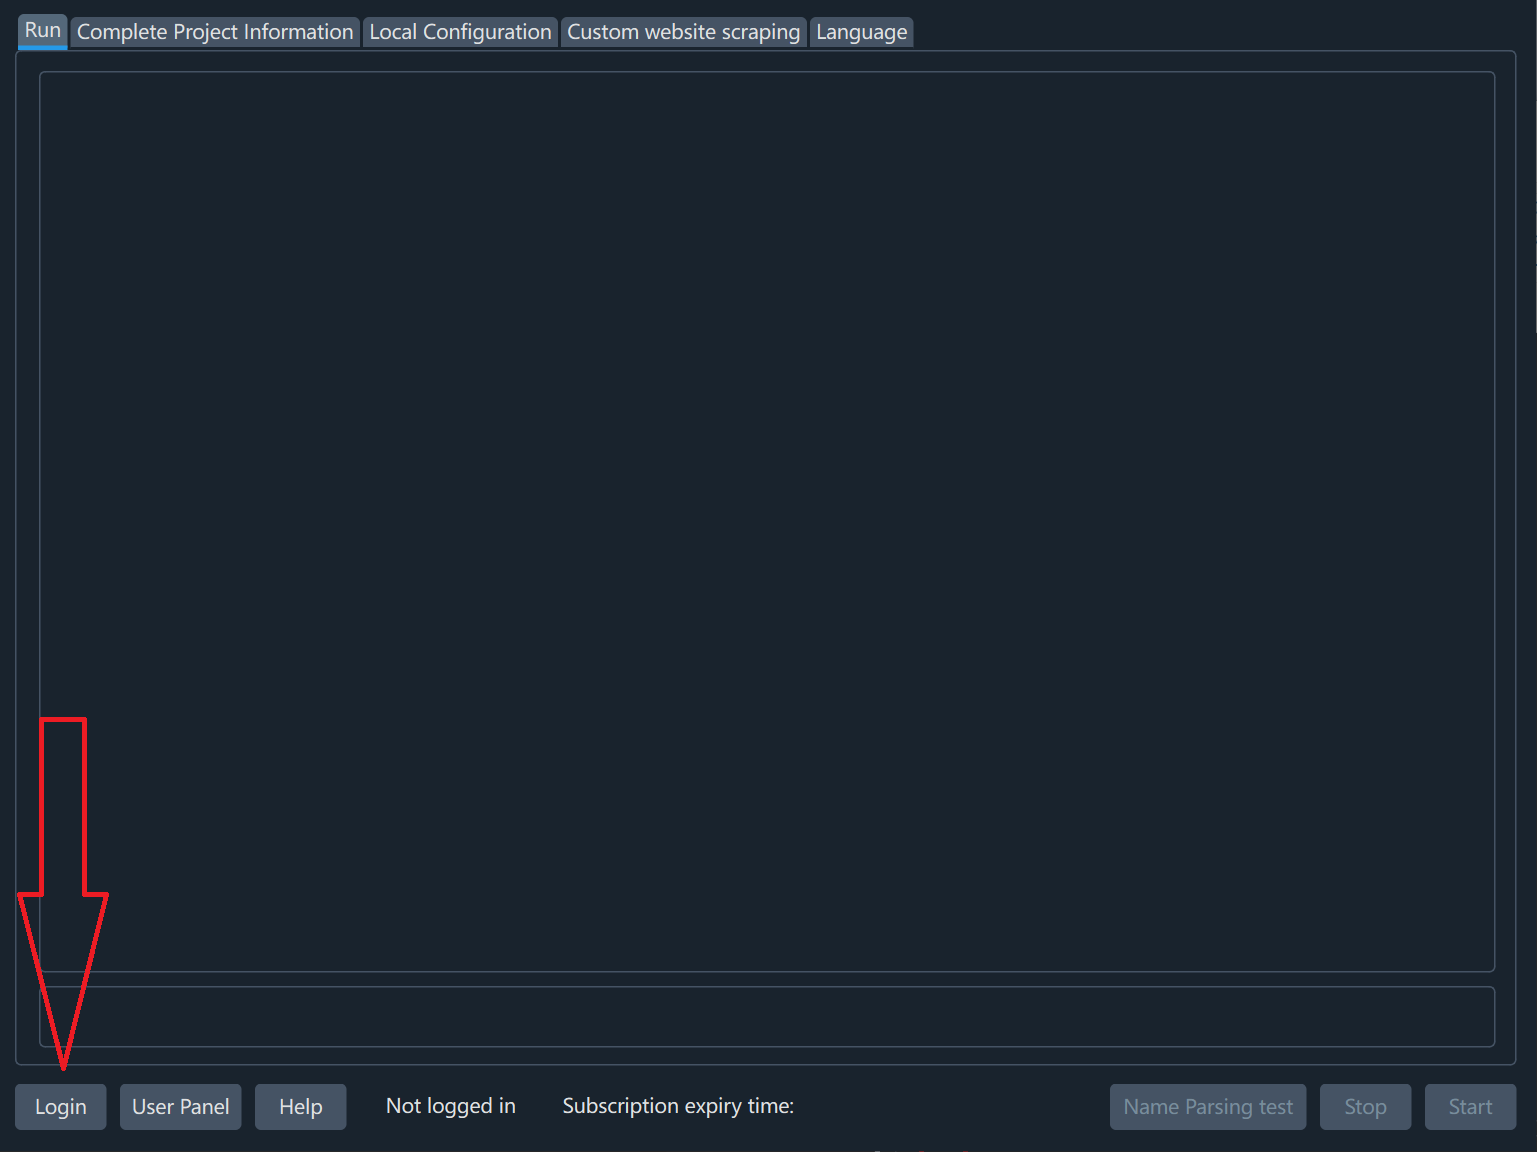 Run Complete Project Information Local Configuration Custom website scraping Language
Login User Panel Help Not logged in Subscription expiry time: Name Parsing test Stop Start